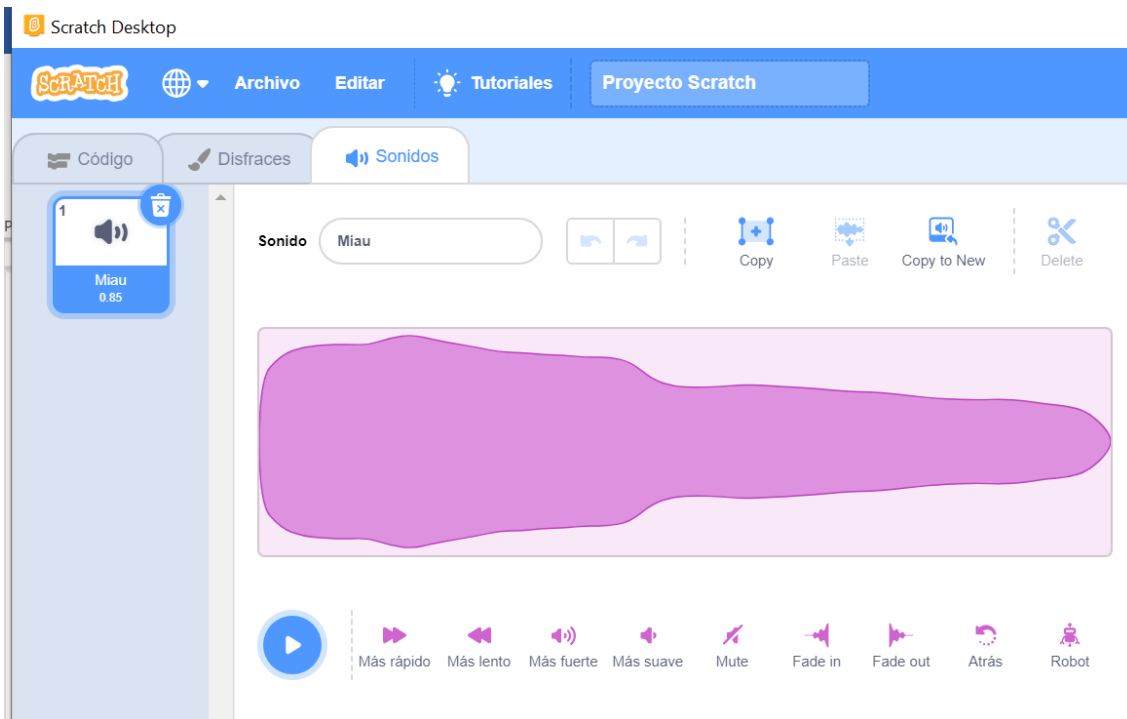 Scratch Desktop
SCRATCH Archivo Editar Tutoriales Proyecto Scratch
Código Disfraces Sonidos
P
1
Miau
0.85
Sonido Miau
Copy Paste Copy to New Delete
Más rápido Más lento Más fuerte Más suave Mute Fade in Fade out Atrás Robot